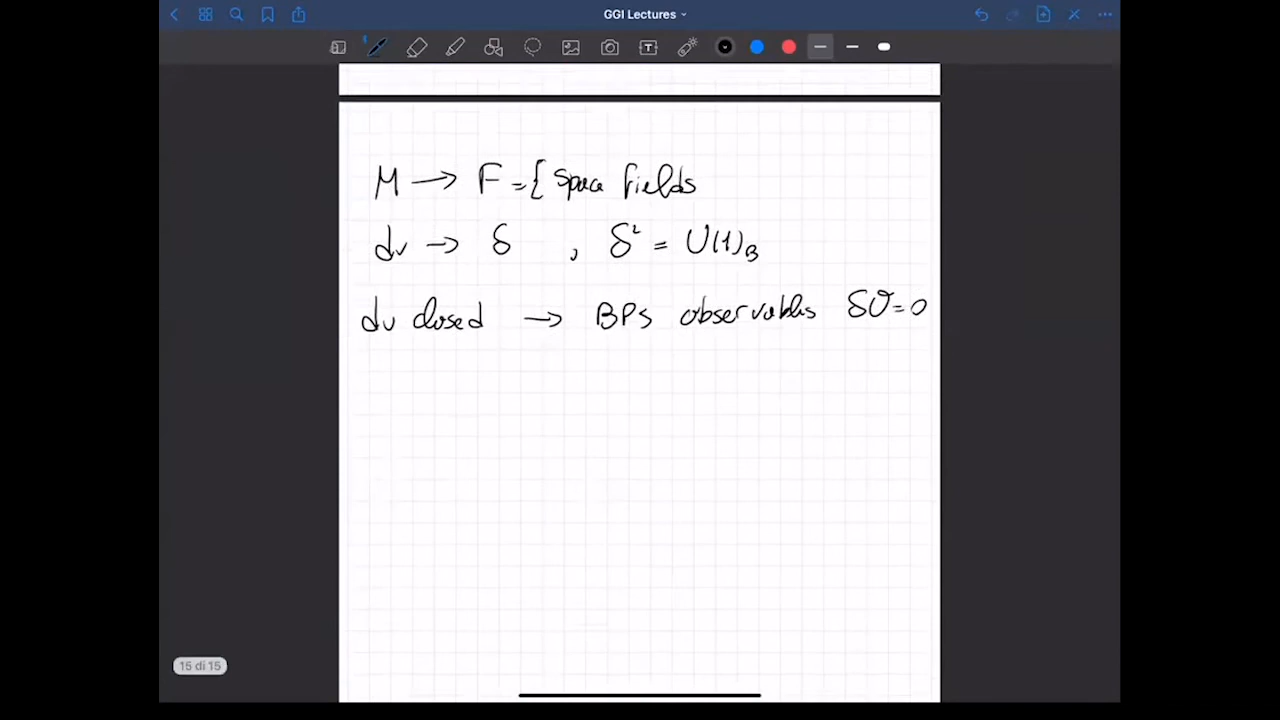 GGI Lectures
M → F = { Space fields
dv → δ , δ² = U(1)_B
dv closed → BPS observables δO = 0
15 di 15